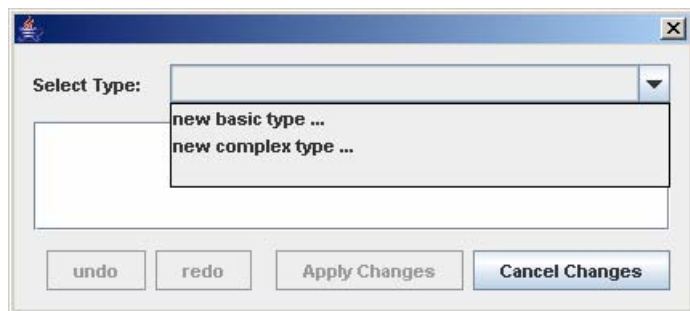 Select Type:
new basic type ...
new complex type ...
undo redo Apply Changes Cancel Changes